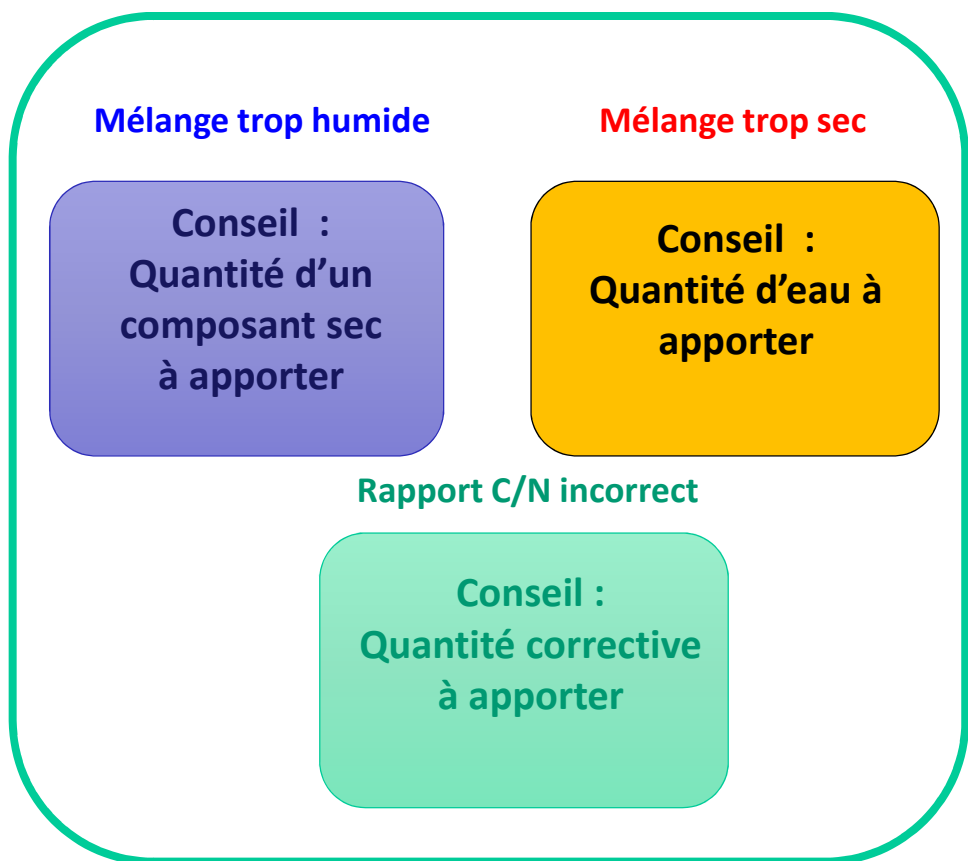 Mélange trop humide
Mélange trop sec
Conseil :
Quantité d’un
composant sec
à apporter
Conseil :
Quantité d’eau à
apporter
Rapport C/N incorrect
Conseil :
Quantité corrective
à apporter